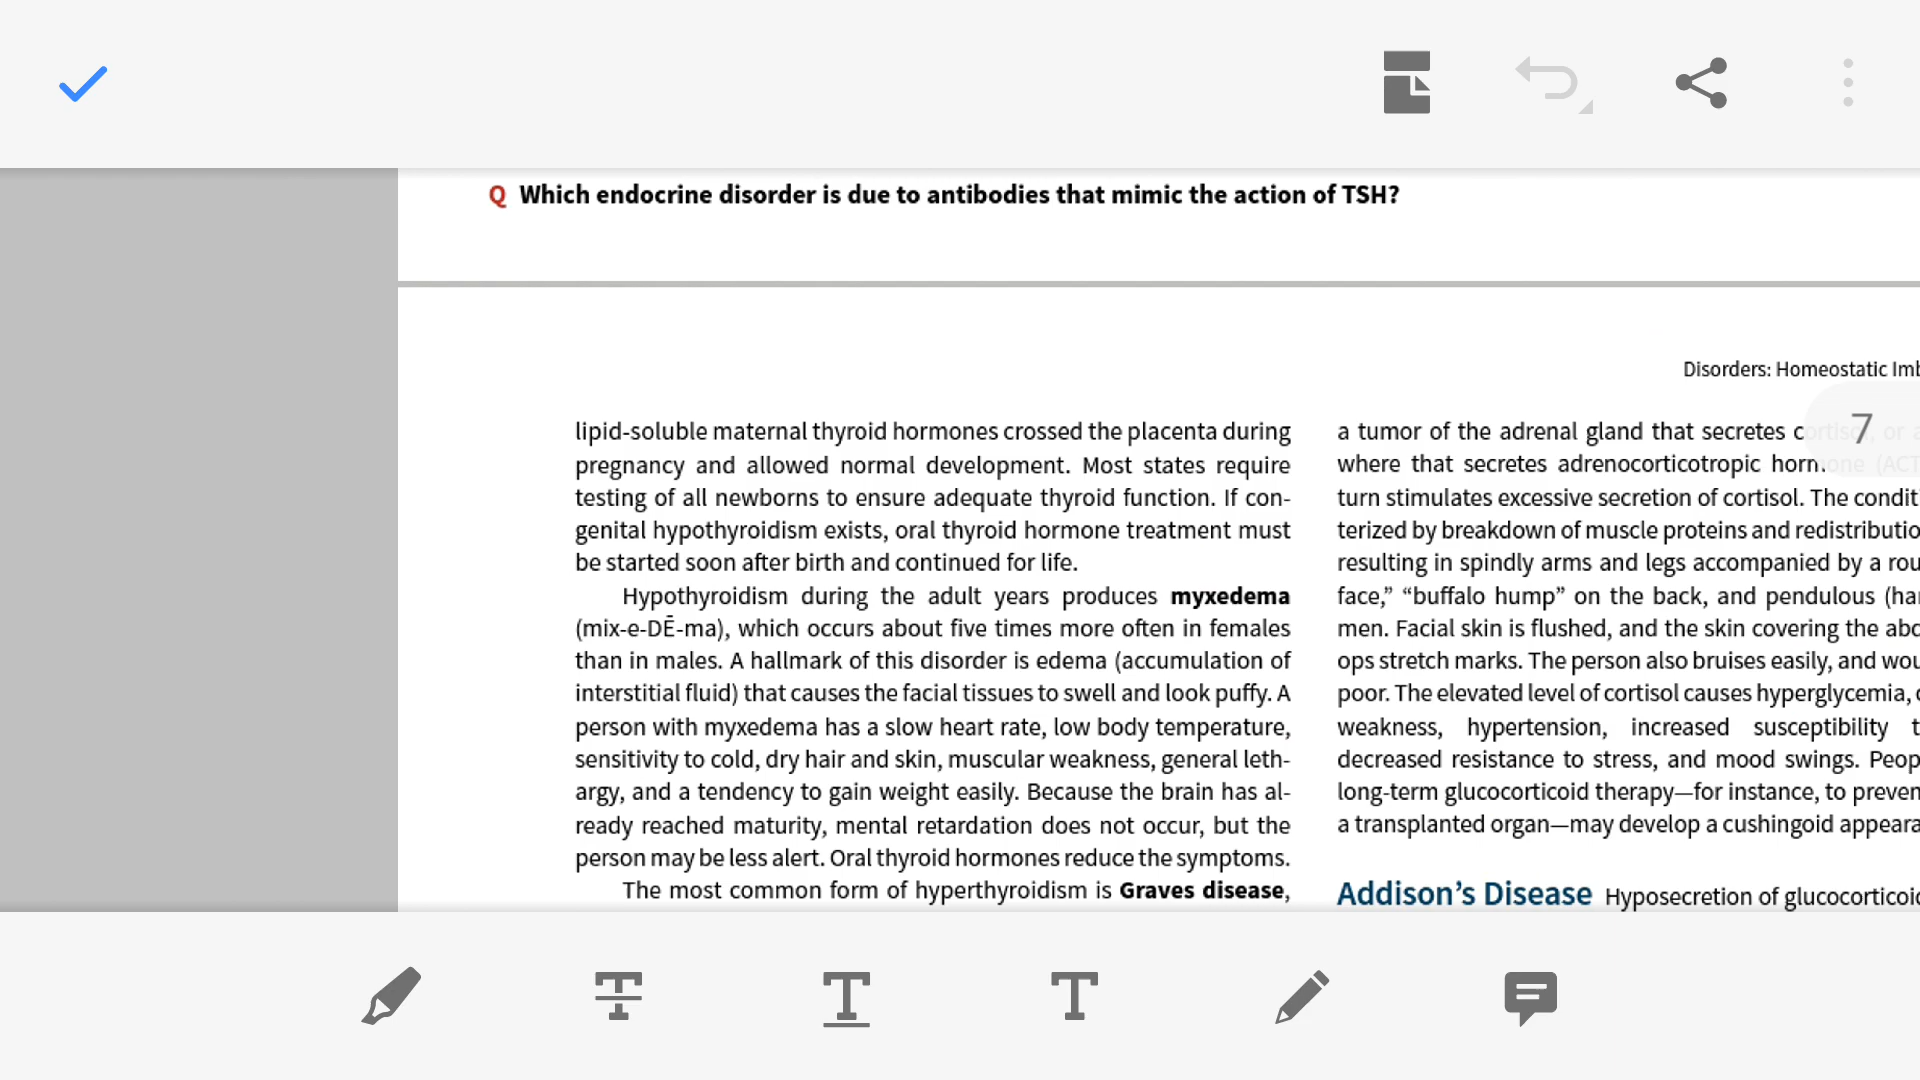 Q Which endocrine disorder is due to antibodies that mimic the action of TSH?
Disorders: Homeostatic Imb
7
lipid-soluble maternal thyroid hormones crossed the placenta during
pregnancy and allowed normal development. Most states require
testing of all newborns to ensure adequate thyroid function. If con-
genital hypothyroidism exists, oral thyroid hormone treatment must
be started soon after birth and continued for life.
Hypothyroidism during the adult years produces myxedema
(mix-e-DĒ-ma), which occurs about five times more often in females
than in males. A hallmark of this disorder is edema (accumulation of
interstitial fluid) that causes the facial tissues to swell and look puffy. A
person with myxedema has a slow heart rate, low body temperature,
sensitivity to cold, dry hair and skin, muscular weakness, general leth-
argy, and a tendency to gain weight easily. Because the brain has al-
ready reached maturity, mental retardation does not occur, but the
person may be less alert. Oral thyroid hormones reduce the symptoms.
The most common form of hyperthyroidism is Graves disease,
a tumor of the adrenal gland that secretes cortisol, or a
where that secretes adrenocorticotropic hormone (ACT
turn stimulates excessive secretion of cortisol. The condit
terized by breakdown of muscle proteins and redistributio
resulting in spindly arms and legs accompanied by a rou
face,” “buffalo hump” on the back, and pendulous (har
men. Facial skin is flushed, and the skin covering the abd
ops stretch marks. The person also bruises easily, and wou
poor. The elevated level of cortisol causes hyperglycemia,
weakness, hypertension, increased susceptibility t
decreased resistance to stress, and mood swings. Peop
long-term glucocorticoid therapy—for instance, to preven
a transplanted organ—may develop a cushingoid appeara
Addison’s Disease Hyposecretion of glucocorticoid